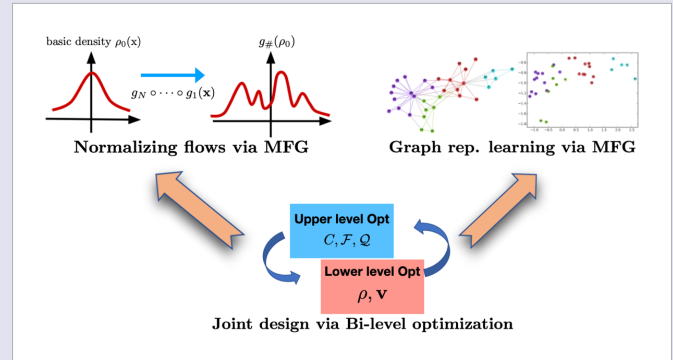 basic density ρ₀(x)
g_N ∘ ⋯ ∘ g₁(x)
g_#(ρ₀)
Normalizing flows via MFG
Graph rep. learning via MFG
Upper level Opt
C, ℱ, 𝒬
Lower level Opt
ρ, v
Joint design via Bi-level optimization